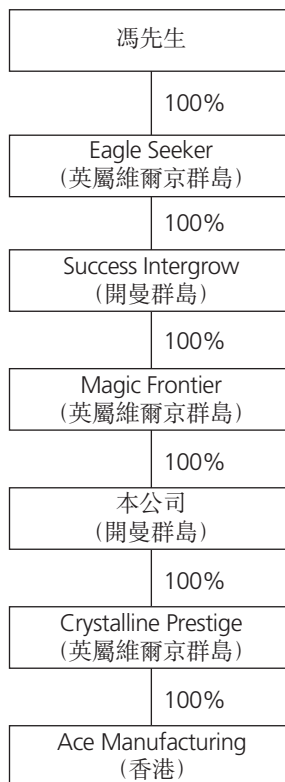 馮先生
100%
Eagle Seeker
(英屬維爾京群島)
100%
Success Intergrow
(開曼群島)
100%
Magic Frontier
(英屬維爾京群島)
100%
本公司
(開曼群島)
100%
Crystalline Prestige
(英屬維爾京群島)
100%
Ace Manufacturing
(香港)